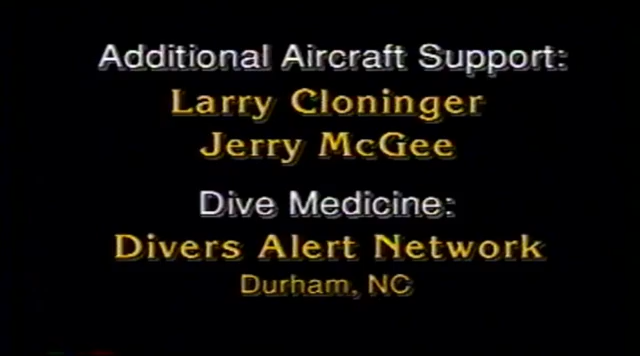 Additional Aircraft Support:
Larry Cloninger
Jerry McGee
Dive Medicine:
Divers Alert Network
Durham, NC